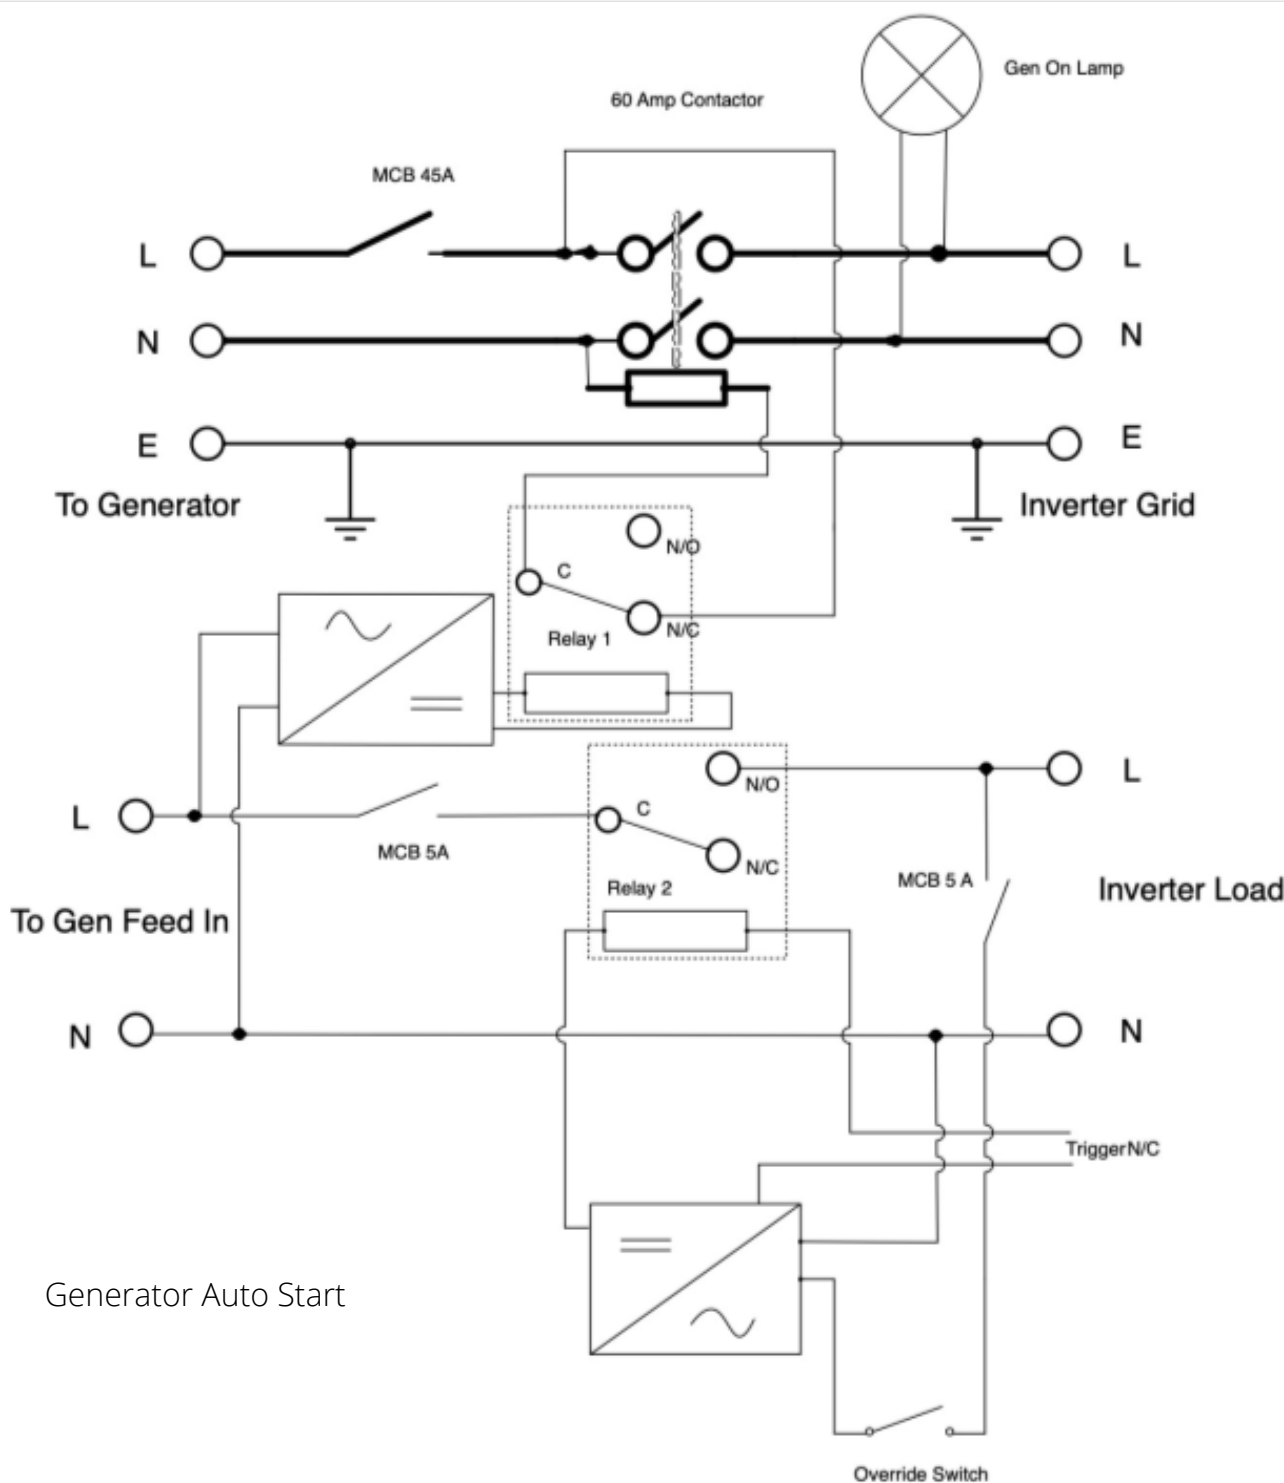 Gen On Lamp
60 Amp Contactor
MCB 45A
L
L
N
N
E
E
To Generator
Inverter Grid
N/O
C
N/C
Relay 1
L
N/O
C
L
MCB 5A
N/C
MCB 5 A
Relay 2
Inverter Load
To Gen Feed In
N
N
TriggerN/C
Generator Auto Start
Override Switch